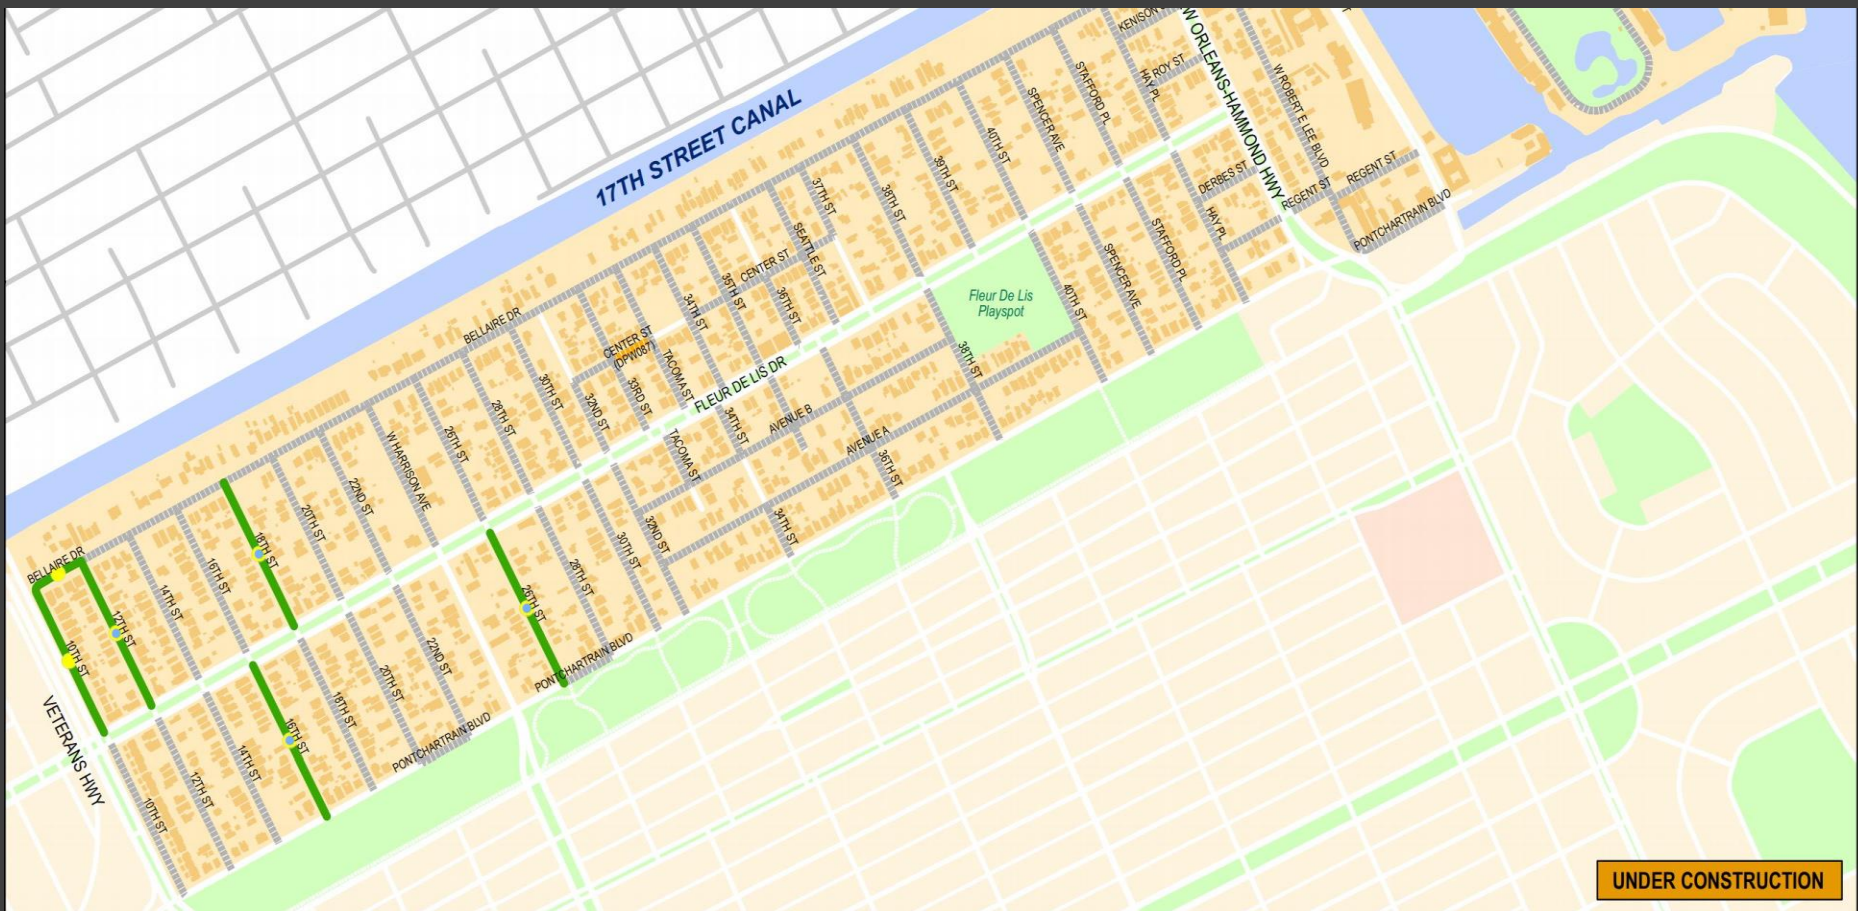 KENISON
W ORLEANS-HAMMOND HWY
ROY ST
HAY PL
STAFFORD PL
SPENCER AVE
W ROBERT E LEE BLVD
17TH STREET CANAL
40TH ST
39TH ST
38TH ST
37TH ST
DERBES ST
REGENT ST
REGENT ST
HAY PL
PONTCHARTRAIN BLVD
STAFFORD PL
SPENCER AVE
40TH ST
SEATTLE ST
CENTER ST
36TH ST
35TH ST
34TH ST
Fleur De Lis
Playspot
BELLAIRE DR
CENTER ST
(DPW087)
TACOMA ST
33RD ST
32ND ST
30TH ST
28TH ST
26TH ST
W HARRISON AVE
FLEUR DE LIS DR
38TH ST
AVENUE B
AVENUE A
34TH ST
TACOMA ST
36TH ST
34TH ST
32ND ST
30TH ST
28TH ST
26TH ST
22ND ST
20TH ST
18TH ST
16TH ST
14TH ST
12TH ST
10TH ST
BELLAIRE DR
PONTCHARTRAIN BLVD
22ND ST
20TH ST
18TH ST
16TH ST
14TH ST
12TH ST
10TH ST
PONTCHARTRAIN BLVD
VETERANS HWY
UNDER CONSTRUCTION